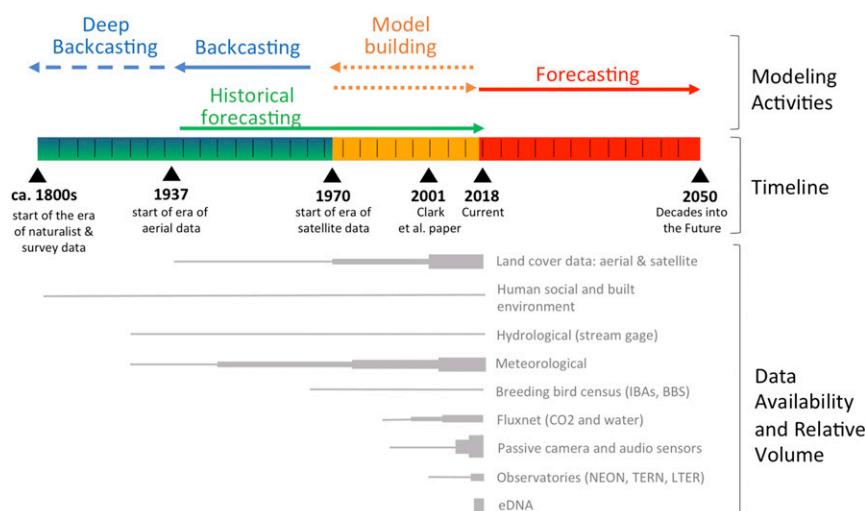 Deep
Backcasting
Backcasting
Model
building
Forecasting
Historical
forecasting
Modeling
Activities
ca. 1800s
start of the era
of naturalist &
survey data
1937
start of era of
aerial data
1970
start of era of
satellite data
2001
Clark
et al. paper
2018
Current
2050
Decades into
the Future
Timeline
Land cover data: aerial & satellite
Human social and built
environment
Hydrological (stream gage)
Meteorological
Breeding bird census (IBAs, BBS)
Fluxnet (CO2 and water)
Passive camera and audio sensors
Observatories (NEON, TERN, LTER)
eDNA
Data
Availability
and Relative
Volume